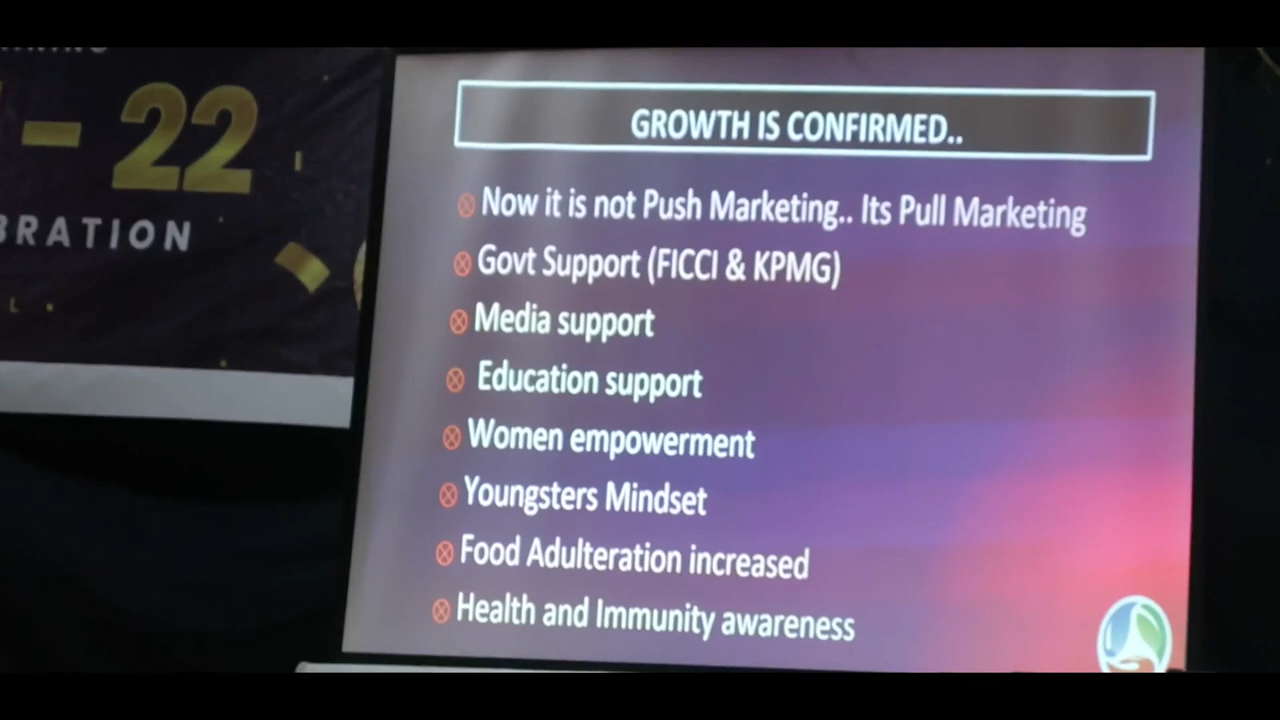 - 22
BRATION
GROWTH IS CONFIRMED..
Now it is not Push Marketing.. Its Pull Marketing
Govt Support (FICCI & KPMG)
Media support
Education support
Women empowerment
Youngsters Mindset
Food Adulteration increased
Health and Immunity awareness